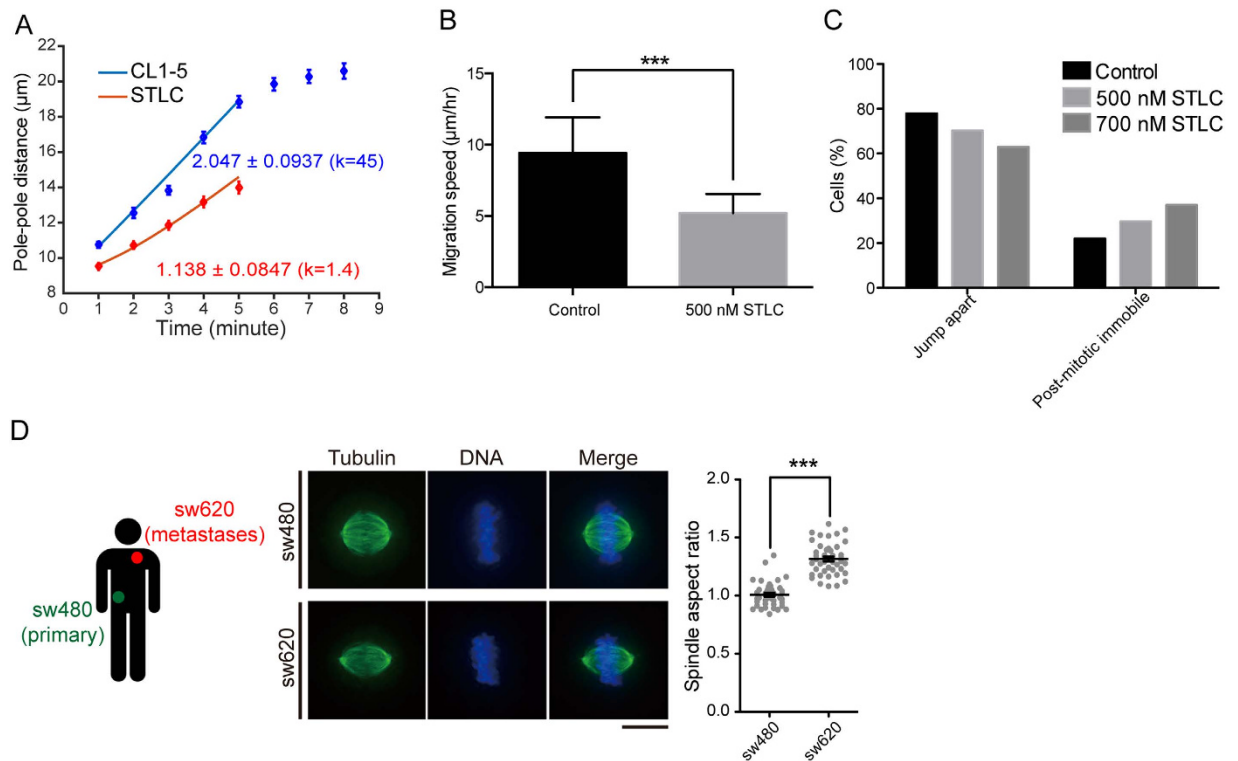 A
Pole-pole distance (µm)
22
20
18
16
14
12
10
8
CL1-5
STLC
2.047 ± 0.0937 (k=45)
1.138 ± 0.0847 (k=1.4)
0 1 2 3 4 5 6 7 8 9
Time (minute)
B
Migration speed (µm/hr)
15
10
5
0
***
Control
500 nM STLC
C
Cells (%)
100
80
60
40
20
0
Control
500 nM STLC
700 nM STLC
Jump apart
Post-mitotic immobile
D
sw620
(metastases)
sw480
(primary)
Tubulin DNA Merge
sw480
sw620
Spindle aspect ratio
2.0
1.5
1.0
0.5
0.0
***
sw480
sw620